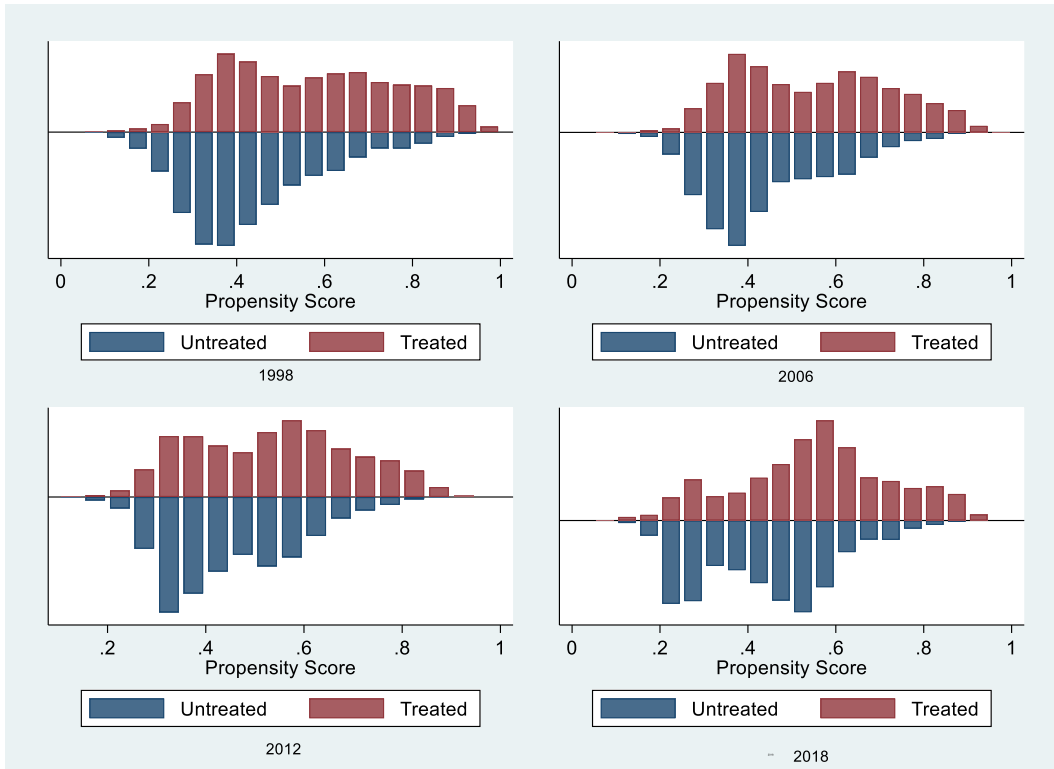 0 .2 .4 .6 .8 1
Propensity Score
Untreated Treated
1998
0 .2 .4 .6 .8 1
Propensity Score
Untreated Treated
2006
.2 .4 .6 .8 1
Propensity Score
Untreated Treated
2012
0 .2 .4 .6 .8 1
Propensity Score
Untreated Treated
2018